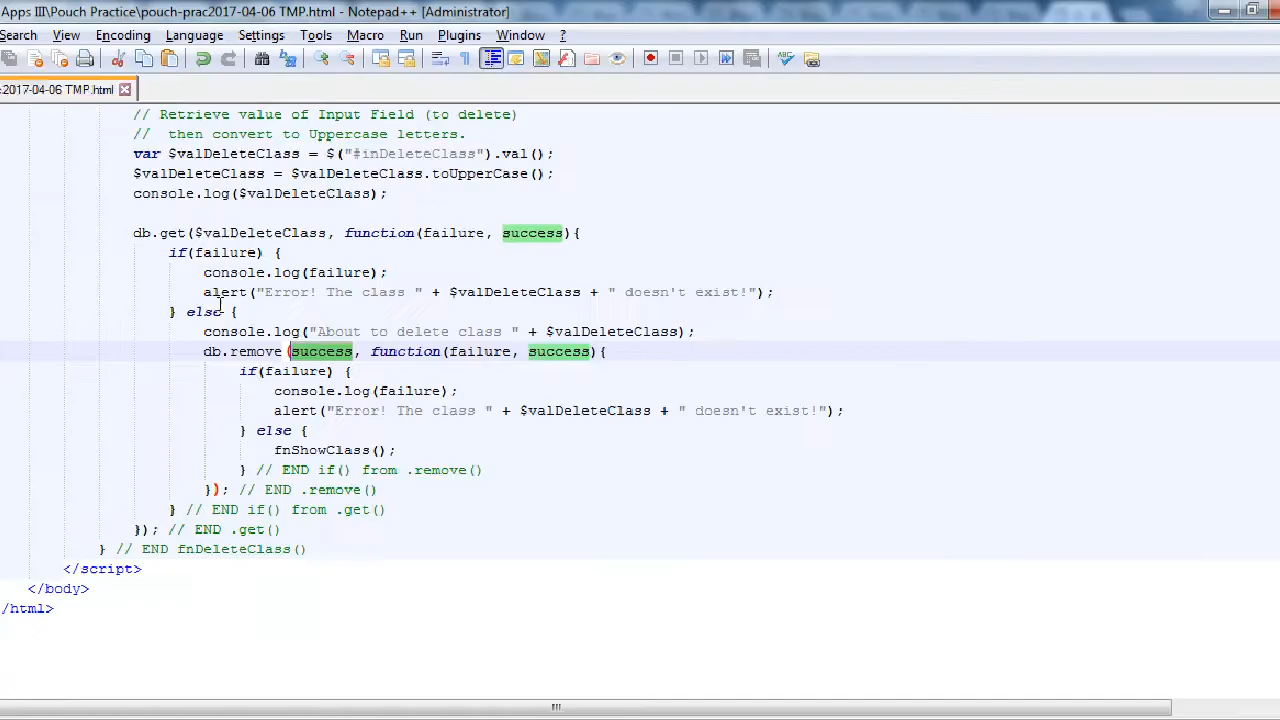 Apps III\Pouch Practice\pouch-prac2017-04-06 TMP.html - Notepad++ [Administrator]
Search View Encoding Language Settings Tools Macro Run Plugins Window ?
2017-04-06 TMP.html
// Retrieve value of Input Field (to delete)
// then convert to Uppercase letters.
var $valDeleteClass = $("#inDeleteClass").val();
$valDeleteClass = $valDeleteClass.toUpperCase();
console.log($valDeleteClass);
db.get($valDeleteClass, function(failure, success){
if(failure) {
console.log(failure);
alert("Error! The class " + $valDeleteClass + " doesn't exist!");
} else {
console.log("About to delete class " + $valDeleteClass);
db.remove (success, function(failure, success){
if(failure) {
console.log(failure);
alert("Error! The class " + $valDeleteClass + " doesn't exist!");
} else {
fnShowClass();
} // END if() from .remove()
}); // END .remove()
} // END if() from .get()
}); // END .get()
} // END fnDeleteClass()
</script>
</body>
/html>